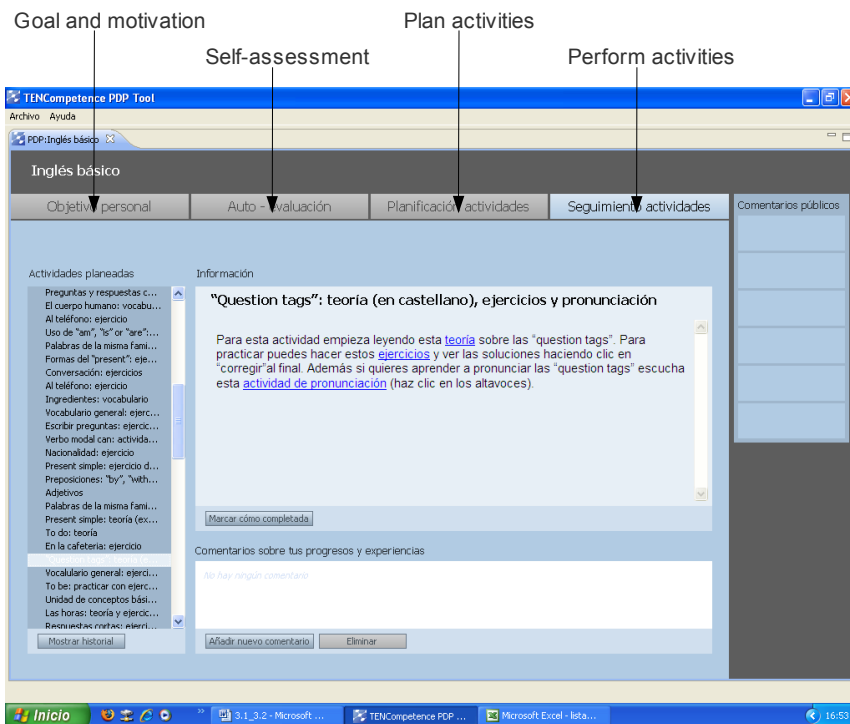 Goal and motivation
Plan activities
Self-assessment
Perform activities
TENCompetence PDP Tool
Archivo Ayuda
PDP:Inglés básico
Inglés básico
Objetivo personal
Auto - evaluación
Planificación actividades
Seguimiento actividades
Comentarios públicos
Actividades planeadas
Preguntas y respuestas c...
El cuerpo humano: vocabu...
Al teléfono: ejercicio
Uso de "am", "is" or "are":...
Palabras de la misma fami...
Formas del "present": eje...
Conversación: ejercicios
Al teléfono: ejercicio
Ingredientes: vocabulario
Vocabulario general: ejerc...
Escribir preguntas: ejercic...
Verbo modal can: activida...
Nacionalidad: ejercicio
Present simple: ejercicio d...
Preposiciones: "by", "with...
Adjetivos
Palabras de la misma fami...
Present simple: teoría (ex...
To do: teoría
En la cafeteria: ejercicio
"Question tags": teoría (e...
Vocalulario general: ejerci...
To be: practicar con ejerc...
Unidad de conceptos bási...
Las horas: teoría y ejercic...
Respuestas cortas: ejerci...
Mostrar historial
Información
"Question tags": teoría (en castellano), ejercicios y pronunciación
Para esta actividad empieza leyendo esta teoría sobre las "question tags". Para
practicar puedes hacer estos ejercicios y ver las soluciones haciendo clic en
"corregir"al final. Además si quieres aprender a pronunciar las "question tags" escucha
esta actividad de pronunciación (haz clic en los altavoces).
Marcar cómo completada
Comentarios sobre tus progresos y experiencias
No hay ningún comentario
Añadir nuevo comentario
Eliminar
Inicio
3.1_3.2 - Microsoft ...
TENCompetence PDP ...
Microsoft Excel - lista...
16:53